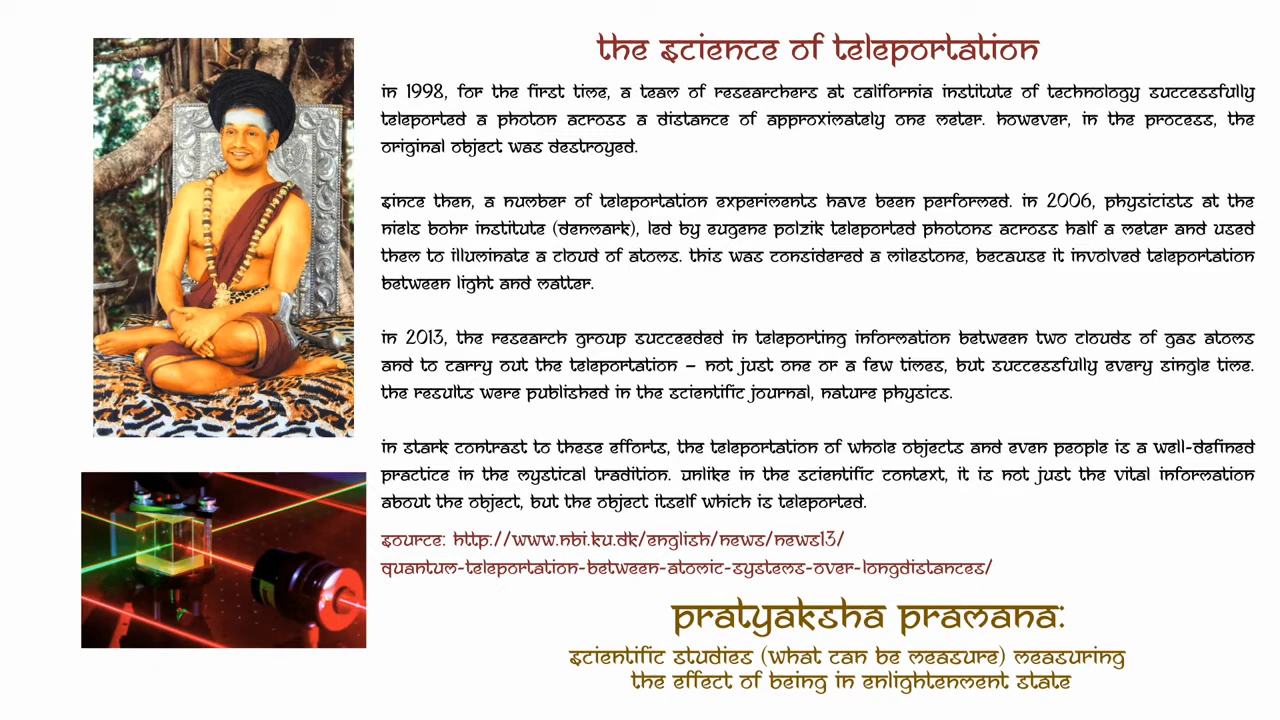 the science of teleportation
in 1998, for the first time, a team of researchers at california institute of technology successfully
teleported a photon across a distance of approximately one meter. however, in the process, the
original object was destroyed.
since then, a number of teleportation experiments have been performed. in 2006, physicists at the
niels bohr institute (denmark), led by eugene polzik teleported photons across half a meter and used
them to illuminate a cloud of atoms. this was considered a milestone, because it involved teleportation
between light and matter.
in 2013, the research group succeeded in teleporting information between two clouds of gas atoms
and to carry out the teleportation – not just one or a few times, but successfully every single time.
the results were published in the scientific journal, nature physics.
in stark contrast to these efforts, the teleportation of whole objects and even people is a well-defined
practice in the mystical tradition. unlike in the scientific context, it is not just the vital information
about the object, but the object itself which is teleported.
source: http://www.nbi.ku.dk/english/news/news13/
quantum-teleportation-between-atomic-systems-over-longdistances/
pratyaksha pramana:
scientific studies (what can be measure) measuring
the effect of being in enlightenment state